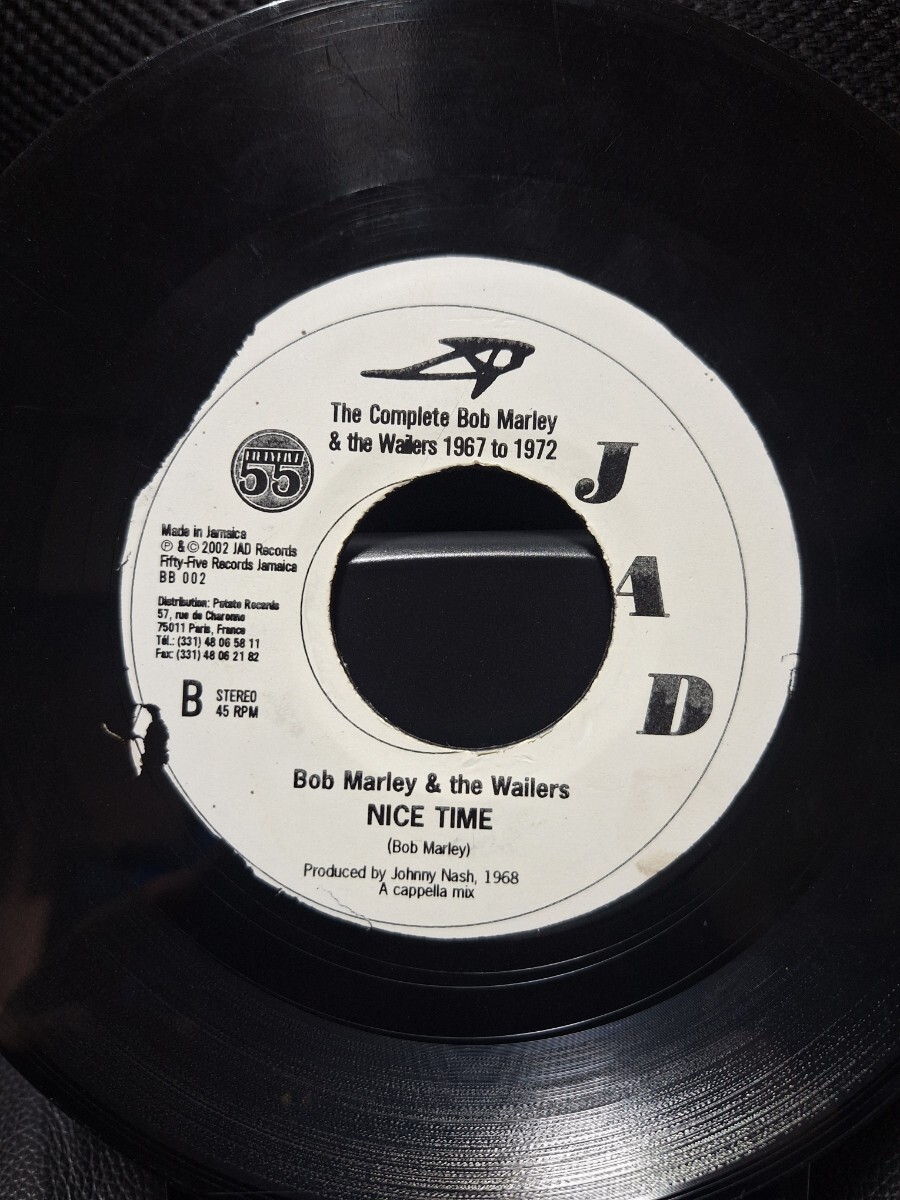 The Complete Bob Marley
& the Wailers 1967 to 1972
55
JAD
Made in Jamaica
℗ & © 2002 JAD Records
Fifty-Five Records Jamaica
BB 002
Distribution: Patate Records
57, rue de Charonne
75011 Paris, France
Tél.: (331) 48 06 58 11
Fax: (331) 48 06 21 82
B STEREO
45 RPM
Bob Marley & the Wailers
NICE TIME
(Bob Marley)
Produced by Johnny Nash, 1968
A cappella mix